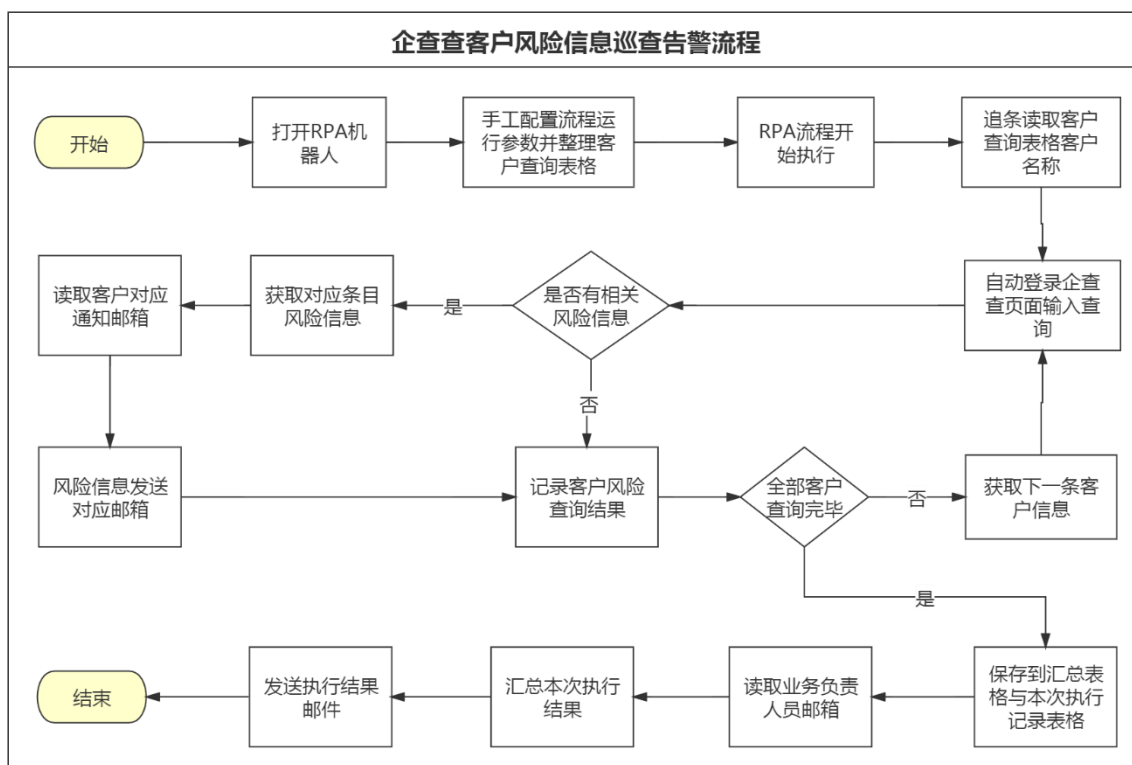 企查查客户风险信息巡查告警流程
开始
打开RPA机
器人
手工配置流程运
行参数并整理客
户查询表格
RPA流程开
始执行
追条读取客户
查询表格客户
名称
读取客户对应
通知邮箱
获取对应条目
风险信息
是
是否有相关
风险信息
自动登录企查
查页面输入查
询
否
风险信息发送
对应邮箱
记录客户风险
查询结果
全部客户
查询完毕
否
获取下一条客
户信息
是
结束
发送执行结果
邮件
汇总本次执行
结果
读取业务负责
人员邮箱
保存到汇总表
格与本次执行
记录表格